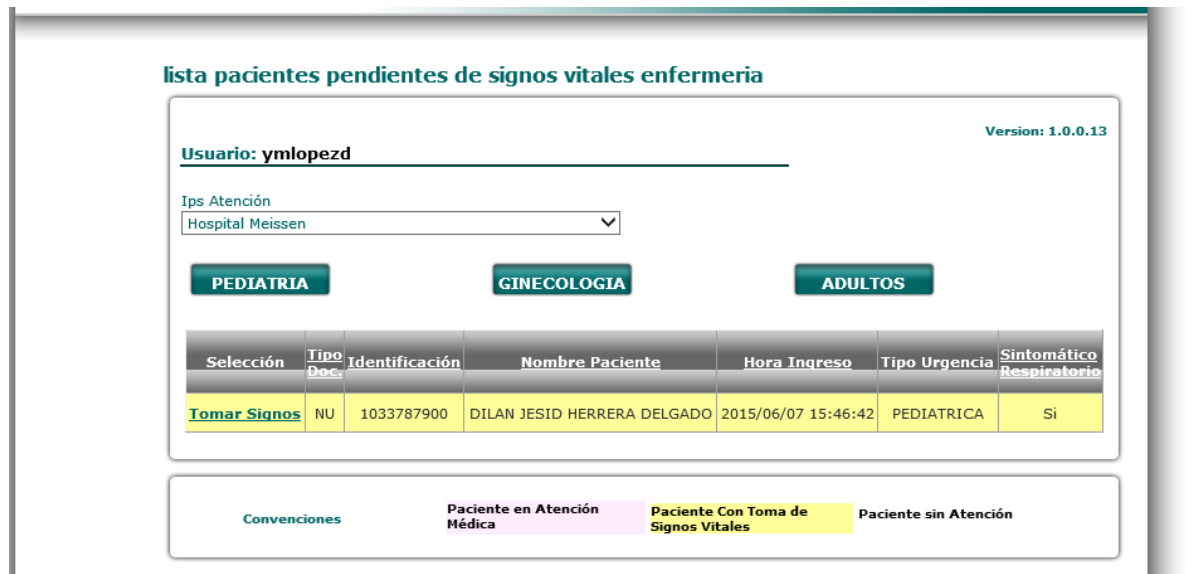 lista pacientes pendientes de signos vitales enfermeria
Version: 1.0.0.13
Usuario: ymlopezd
Ips Atención
Hospital Meissen
PEDIATRIA GINECOLOGIA ADULTOS
Selección Tipo Doc. Identificación Nombre Paciente Hora Ingreso Tipo Urgencia Sintomático Respiratorio
Tomar Signos NU 1033787900 DILAN JESID HERRERA DELGADO 2015/06/07 15:46:42 PEDIATRICA Si
Convenciones Paciente en Atención Médica Paciente Con Toma de Signos Vitales Paciente sin Atención